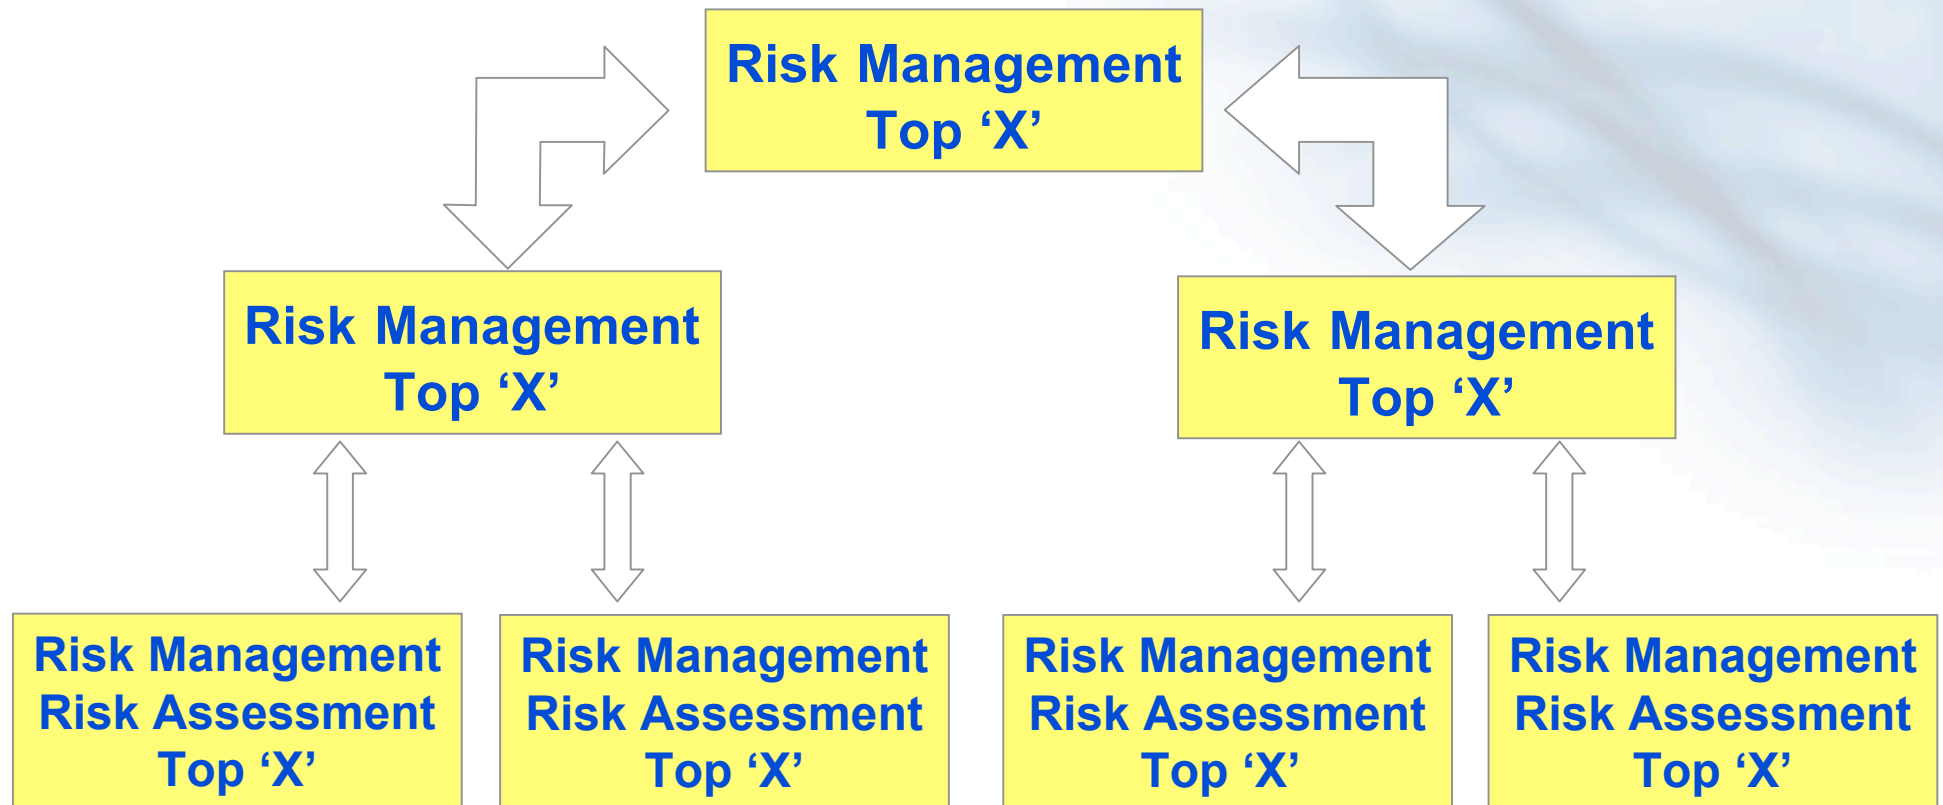 Risk Management
Top ‘X’
Risk Management
Top ‘X’
Risk Management
Top ‘X’
Risk Management
Risk Assessment
Top ‘X’
Risk Management
Risk Assessment
Top ‘X’
Risk Management
Risk Assessment
Top ‘X’
Risk Management
Risk Assessment
Top ‘X’